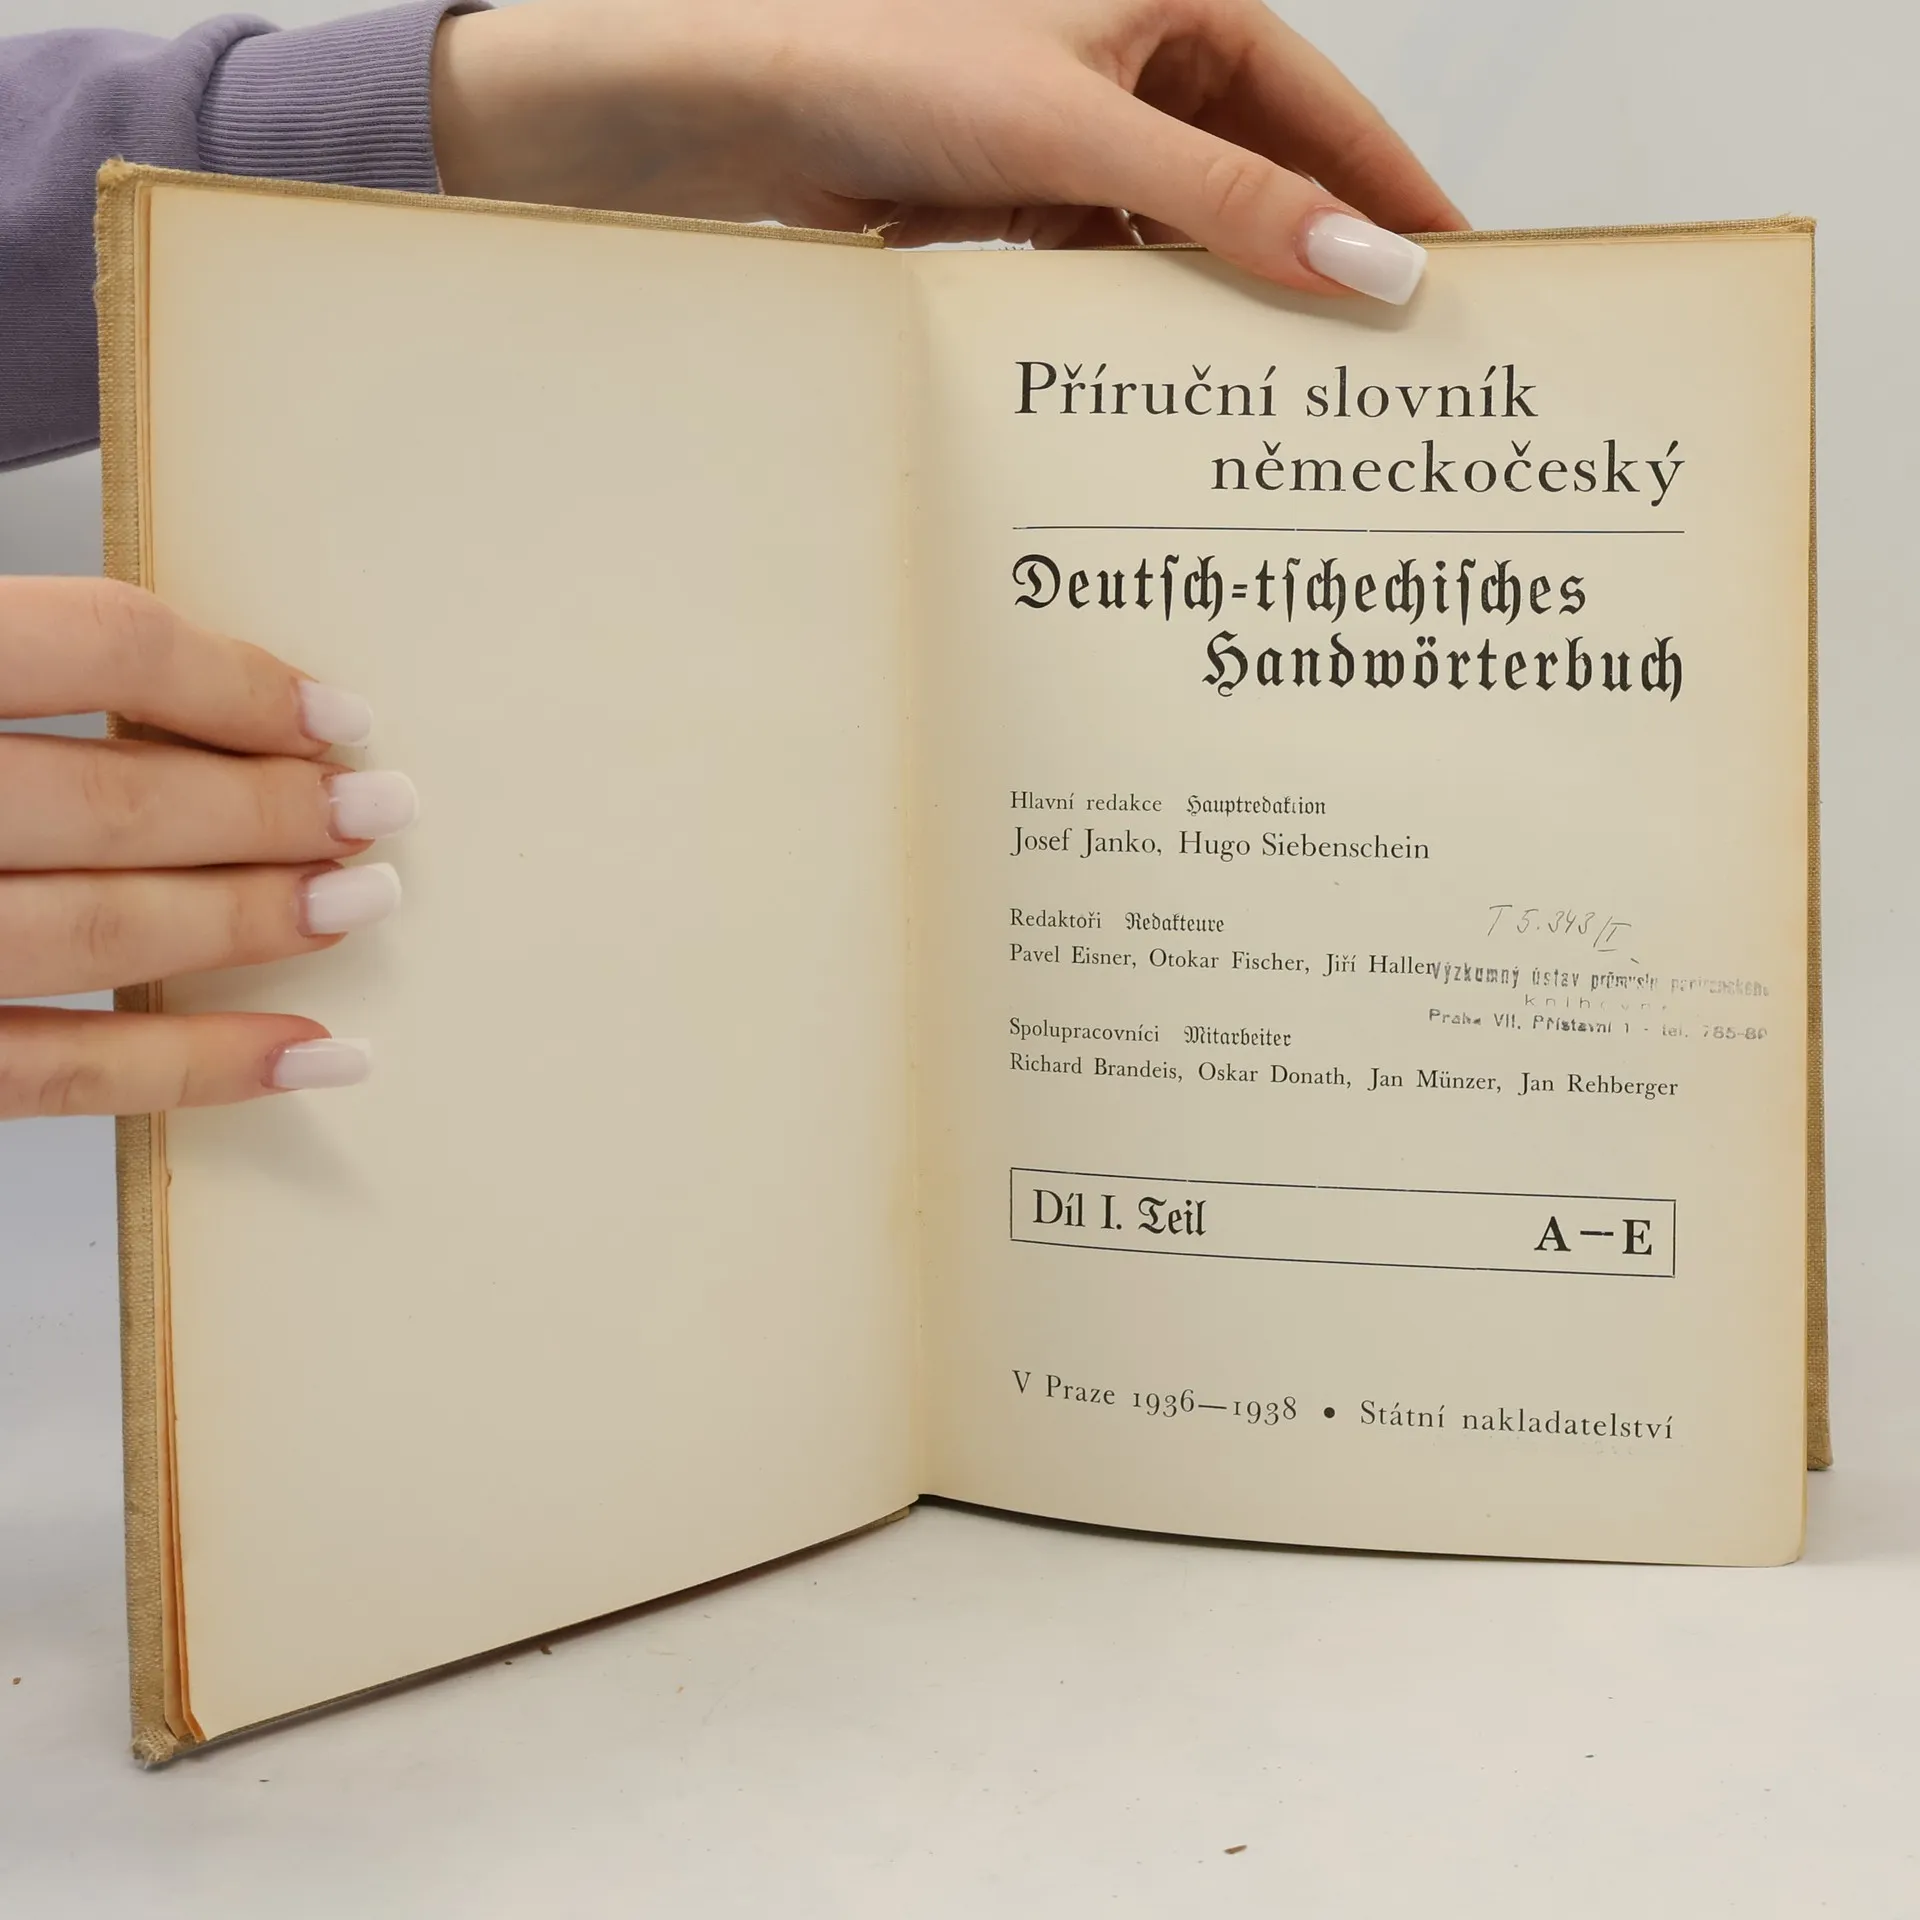 Příruční slovník
německočeský
Deutſch-tſchechiſches
Handwörterbuch
Hlavní redakce Hauptredaktion
Josef Janko, Hugo Siebenschein
Redaktoři Redakteure
T 5.343/I
Pavel Eisner, Otokar Fischer, Jiří Haller
Výzkumný ústav průmyslu
Praha VII. Přístavní 1 - tel.
Spolupracovníci Mitarbeiter
Richard Brandeis, Oskar Donath, Jan Münzer, Jan Rehberger
Díl I. Teil A—E
V Praze 1936—1938 • Státní nakladatelství